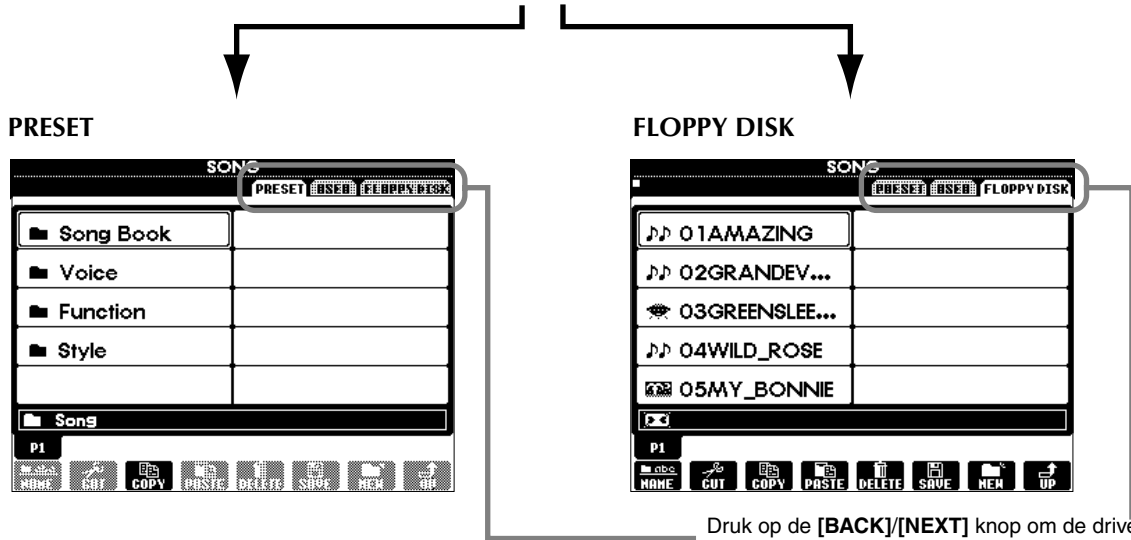 PRESET
SONG
PRESET USER FLOPPY DISK
Song Book
Voice
Function
Style
Song
P1
NAME CUT COPY PASTE DELETE SAVE NEW UP
FLOPPY DISK
SONG
PRESET USER FLOPPY DISK
01AMAZING
02GRANDEV...
03GREENSLEE...
04WILD_ROSE
05MY_BONNIE
P1
NAME CUT COPY PASTE DELETE SAVE NEW UP
Druk op de [BACK]/[NEXT] knop om de drive